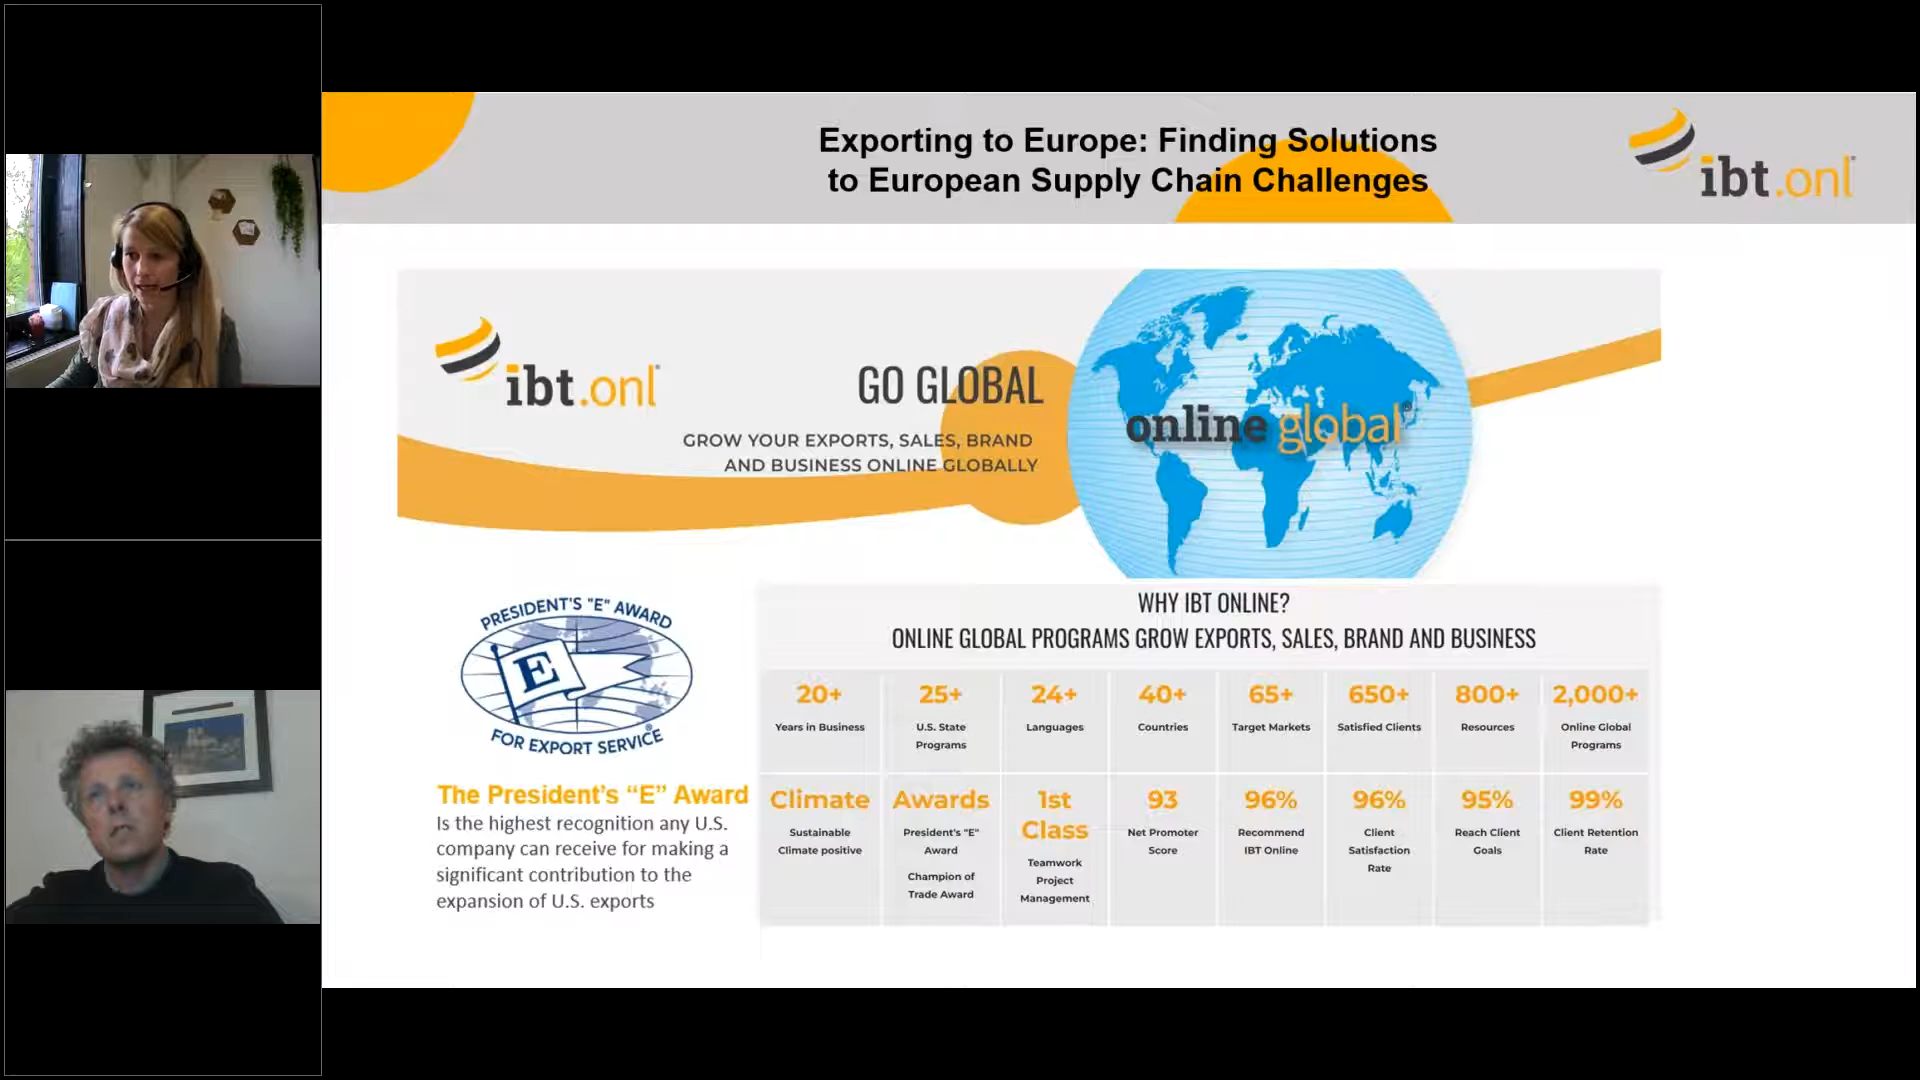 Exporting to Europe: Finding Solutions
to European Supply Chain Challenges
ibt.onl
ibt.onl
GO GLOBAL
GROW YOUR EXPORTS, SALES, BRAND
AND BUSINESS ONLINE GLOBALLY
online global®
PRESIDENT'S "E" AWARD
E
FOR EXPORT SERVICE
The President's “E” Award
Is the highest recognition any U.S.
company can receive for making a
significant contribution to the
expansion of U.S. exports
WHY IBT ONLINE?
ONLINE GLOBAL PROGRAMS GROW EXPORTS, SALES, BRAND AND BUSINESS
20+
Years in Business
25+
U.S. State
Programs
24+
Languages
40+
Countries
65+
Target Markets
650+
Satisfied Clients
800+
Resources
2,000+
Online Global
Programs
Climate
Sustainable
Climate positive
Awards
President's "E"
Award
Champion of
Trade Award
1st
Class
Teamwork
Project
Management
93
Net Promoter
Score
96%
Recommend
IBT Online
96%
Client
Satisfaction
Rate
95%
Reach Client
Goals
99%
Client Retention
Rate